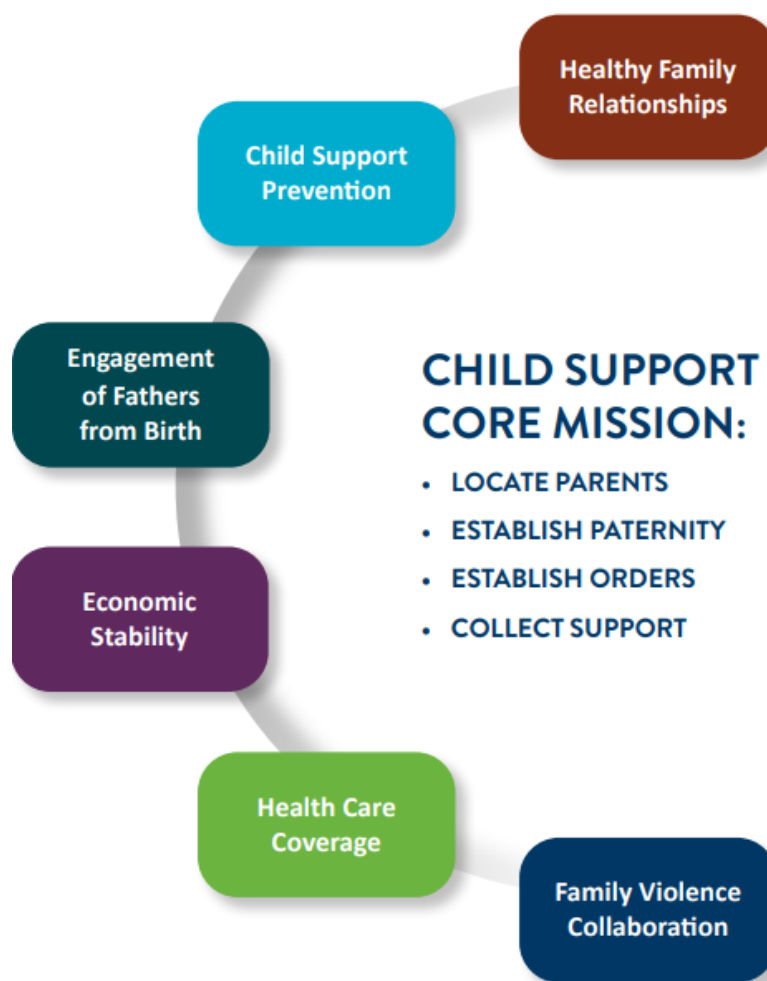 Healthy Family
Relationships
Child Support
Prevention
Engagement
of Fathers
from Birth
CHILD SUPPORT
CORE MISSION:
• LOCATE PARENTS
• ESTABLISH PATERNITY
• ESTABLISH ORDERS
• COLLECT SUPPORT
Economic
Stability
Health Care
Coverage
Family Violence
Collaboration